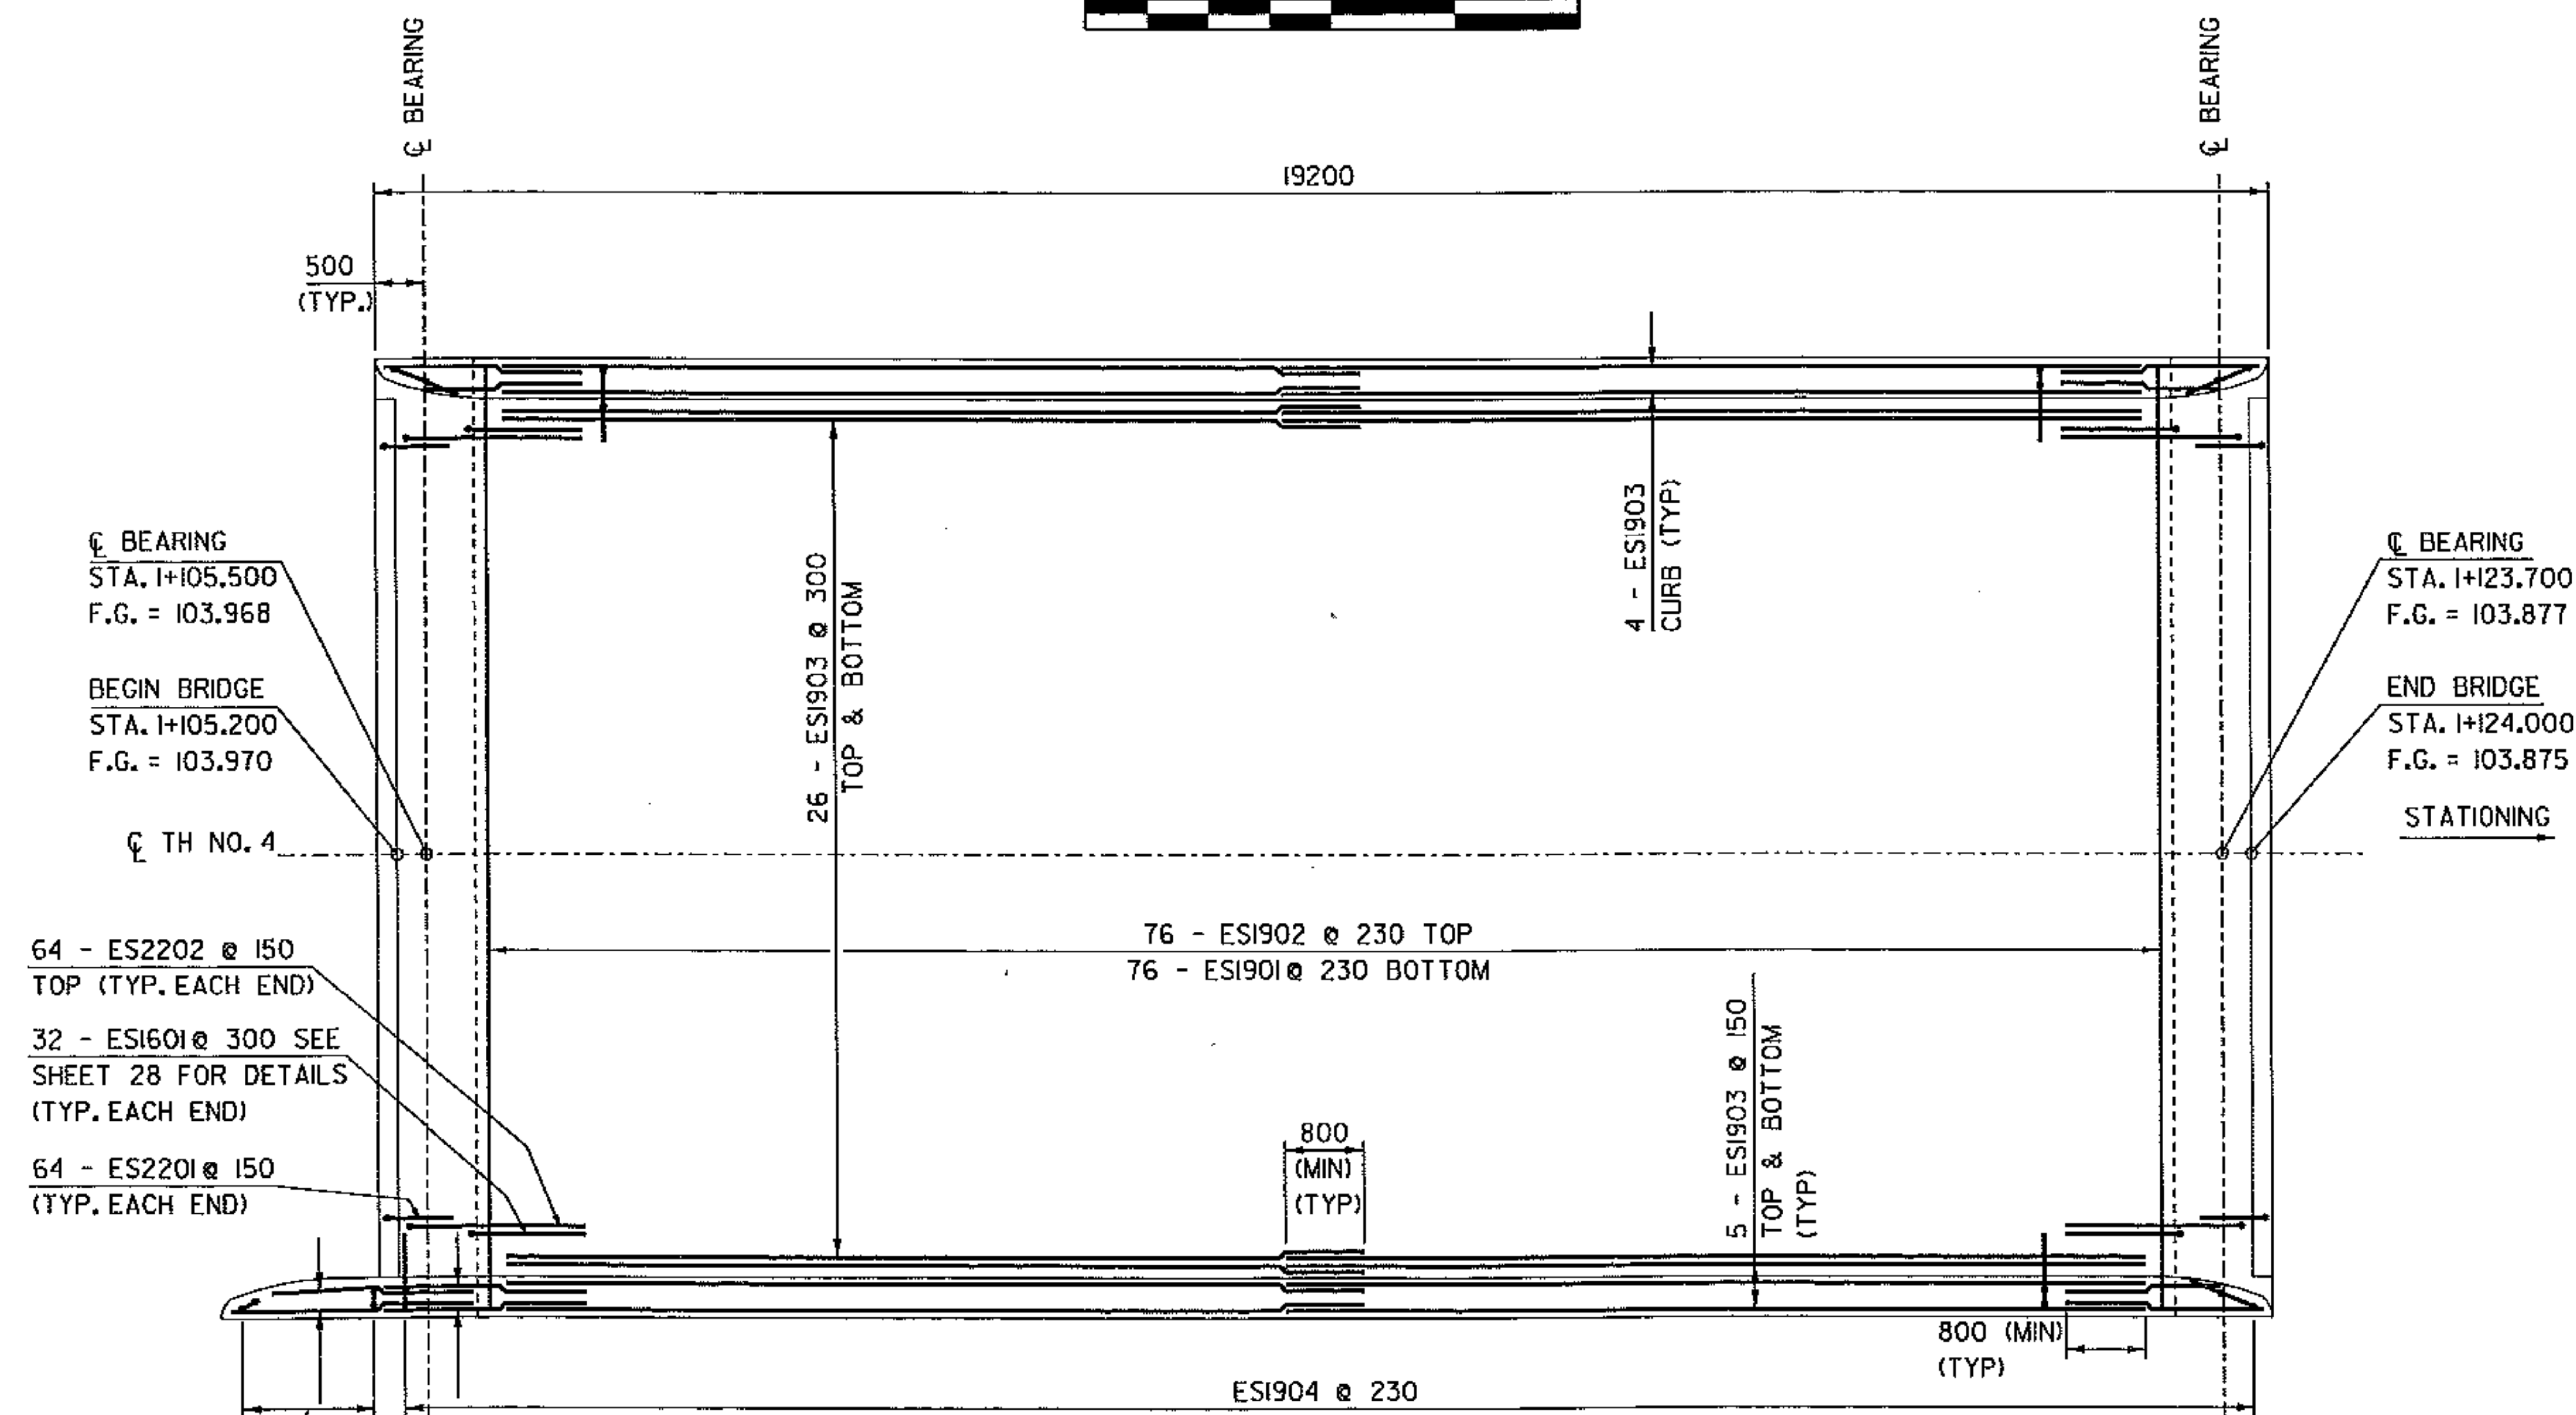 ℄ BEARING
℄ BEARING
19200
500
(TYP.)
4 - ES1903
CURB (TYP)
26 - ES1903 @ 300
TOP & BOTTOM
℄ BEARING
STA. 1+105.500
F.G. = 103.968
BEGIN BRIDGE
STA. 1+105.200
F.G. = 103.970
℄ TH NO. 4
℄ BEARING
STA. 1+123.700
F.G. = 103.877
END BRIDGE
STA. 1+124.000
F.G. = 103.875
STATIONING
76 - ES1902 @ 230 TOP
76 - ES1901 @ 230 BOTTOM
64 - ES2202 @ 150
TOP (TYP. EACH END)
32 - ES1601 @ 300 SEE
SHEET 28 FOR DETAILS
(TYP. EACH END)
64 - ES2201 @ 150
(TYP. EACH END)
800
(MIN)
(TYP)
5 - ES1903 @ 150
TOP & BOTTOM
(TYP)
800 (MIN)
(TYP)
ES1904 @ 230